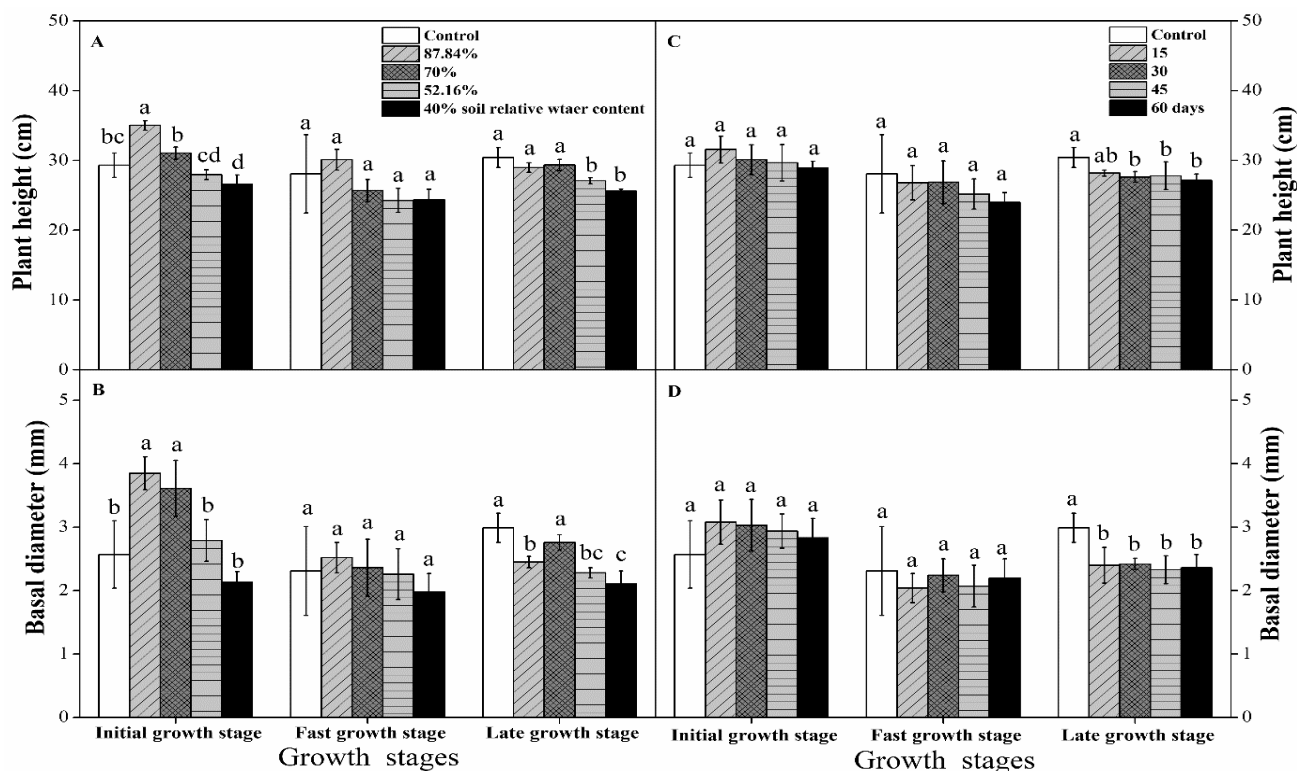 A
Control
87.84%
70%
52.16%
40% soil relative wtaer content
Plant height (cm)
50
40
30
20
10
0
bc a b cd d
a a a a a
a a a b b
C
Control
15
30
45
60 days
a a a a a
a a a a a
a ab b b b
50
40
30
20
10
0
Plant height (cm)
B
Basal diameter (mm)
5
4
3
2
1
0
b a a b b
a a a a a
a b a bc c
Initial growth stage Fast growth stage Late growth stage
Growth stages
D
a a a a a
a a a a a
a b b b b
5
4
3
2
1
0
Basal diameter (mm)
Initial growth stage Fast growth stage Late growth stage
Growth stages